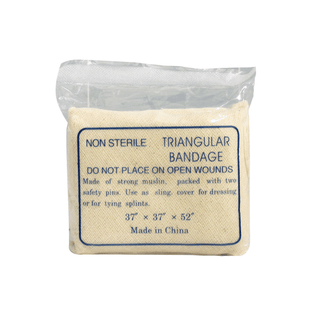 NON STERILE TRIANGULAR
BANDAGE
DO NOT PLACE ON OPEN WOUNDS
Made of strong muslin, packed with two
safety pins. Use as sling, cover for dressing
or for tying splints.
37" × 37" × 52"
Made in China